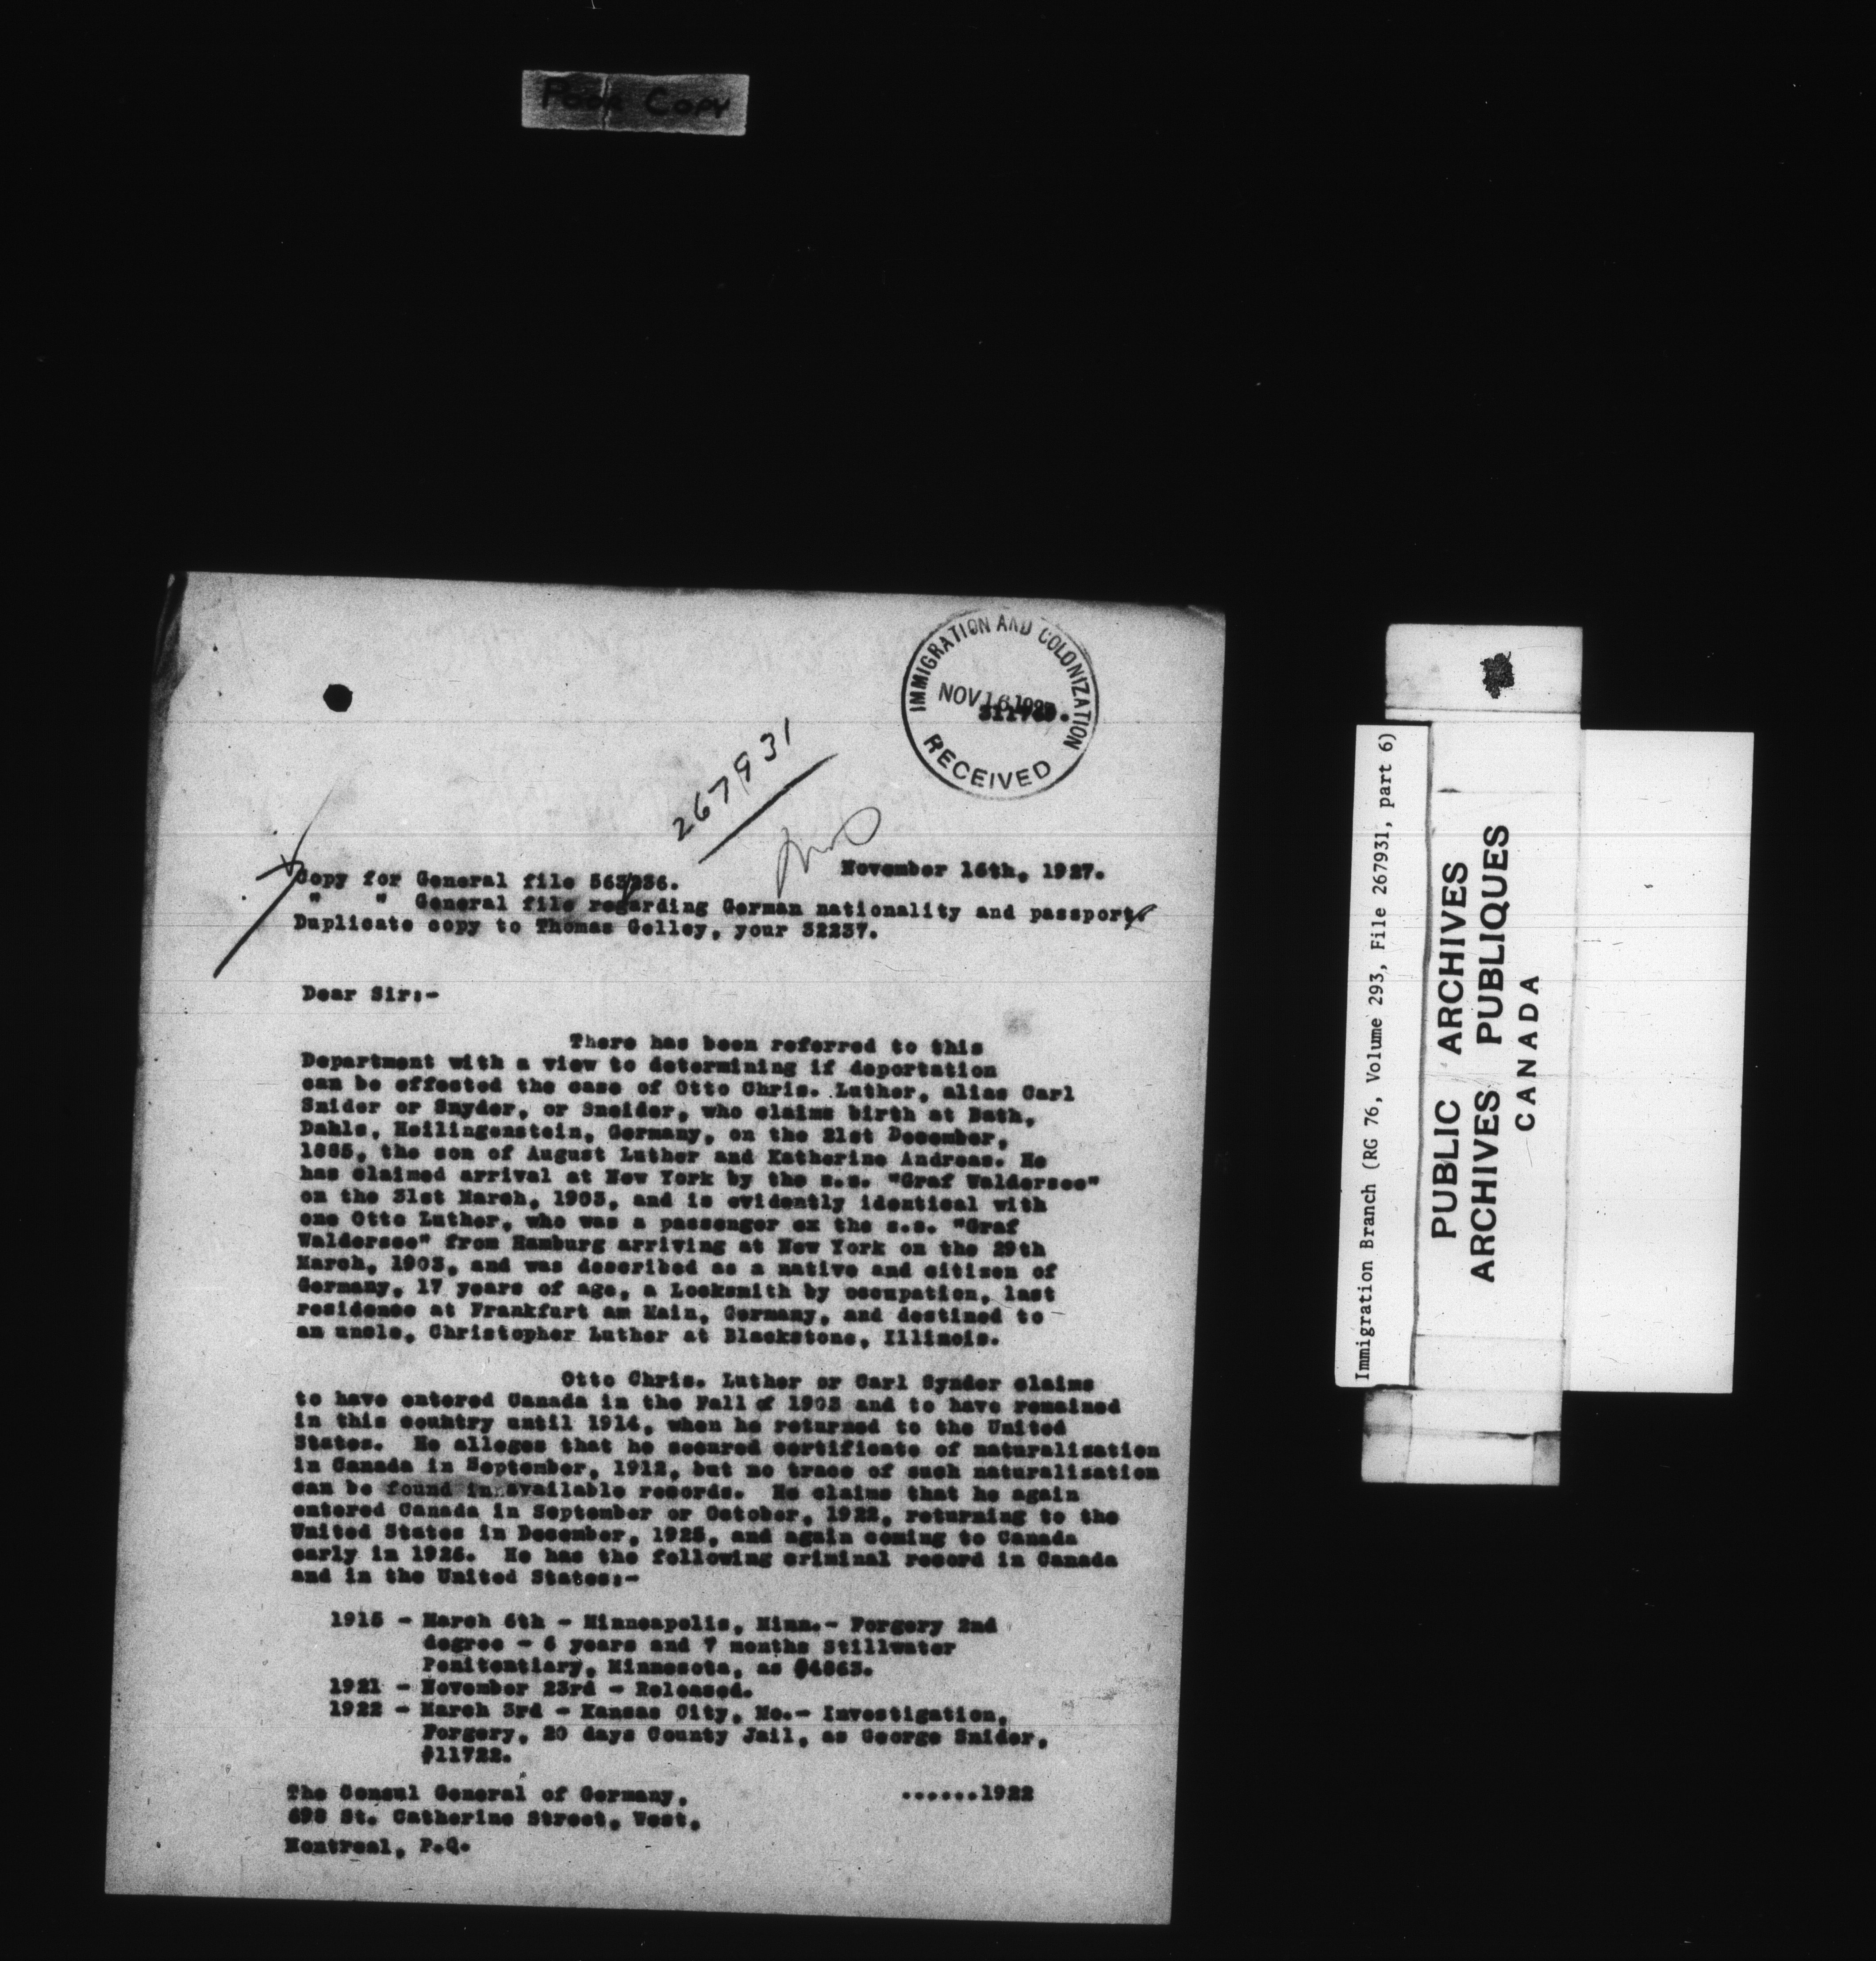 Poor Copy
IMMIGRATION AND COLONIZATION
NOV 16 1927
RECEIVED
267931
November 16th, 1927.
Copy for General file 563236.
" " General file regarding German nationality and passports
Duplicate copy to Thomas Gelley, your 32237.
Dear Sir:-
There has been referred to this
Department with a view to determining if deportation
can be effected the case of Otto Chris. Luther, alias Carl
Snider or Snyder, or Sneider, who claims birth at Bath,
Dahls, Heilingenstein, Germany, on the 21st December,
1885, the son of August Luther and Katherine Andreas. He
has claimed arrival at New York by the s.s. "Graf Waldersee"
on the 31st March, 1903, and is evidently identical with
one Otto Luther, who was a passenger ex the s.s. "Graf
Waldersee" from Hamburg arriving at New York on the 29th
March, 1903, and was described as a native and citizen of
Germany, 17 years of age, a Locksmith by occupation, last
residence at Frankfurt am Main, Germany, and destined to
an uncle, Christopher Luther at Blackstone, Illinois.
Otto Chris. Luther or Carl Synder claims
to have entered Canada in the Fall of 1903 and to have remained
in this country until 1914, when he returned to the United
States. He alleges that he secured certificate of naturalization
in Canada in September, 1912, but no trace of such naturalization
can be found in available records. He claims that he again
entered Canada in September or October, 1922, returning to the
United States in December, 1925, and again coming to Canada
early in 1926. He has the following criminal record in Canada
and in the United States:-
1915 - March 6th - Minneapolis, Minn.- Forgery 2nd
degree - 6 years and 7 months Stillwater
Penitentiary, Minnesota, as #4863.
1921 - November 23rd - Released.
1922 - March 3rd - Kansas City, Mo.- Investigation,
Forgery, 20 days County Jail, as George Snider,
#11722.
The Consul General of Germany,
698 St. Catherine Street, West,
Montreal, P.Q.
......1922
Immigration Branch (RG 76, Volume 293, File 267931, part 6)
PUBLIC ARCHIVES
ARCHIVES PUBLIQUES
CANADA